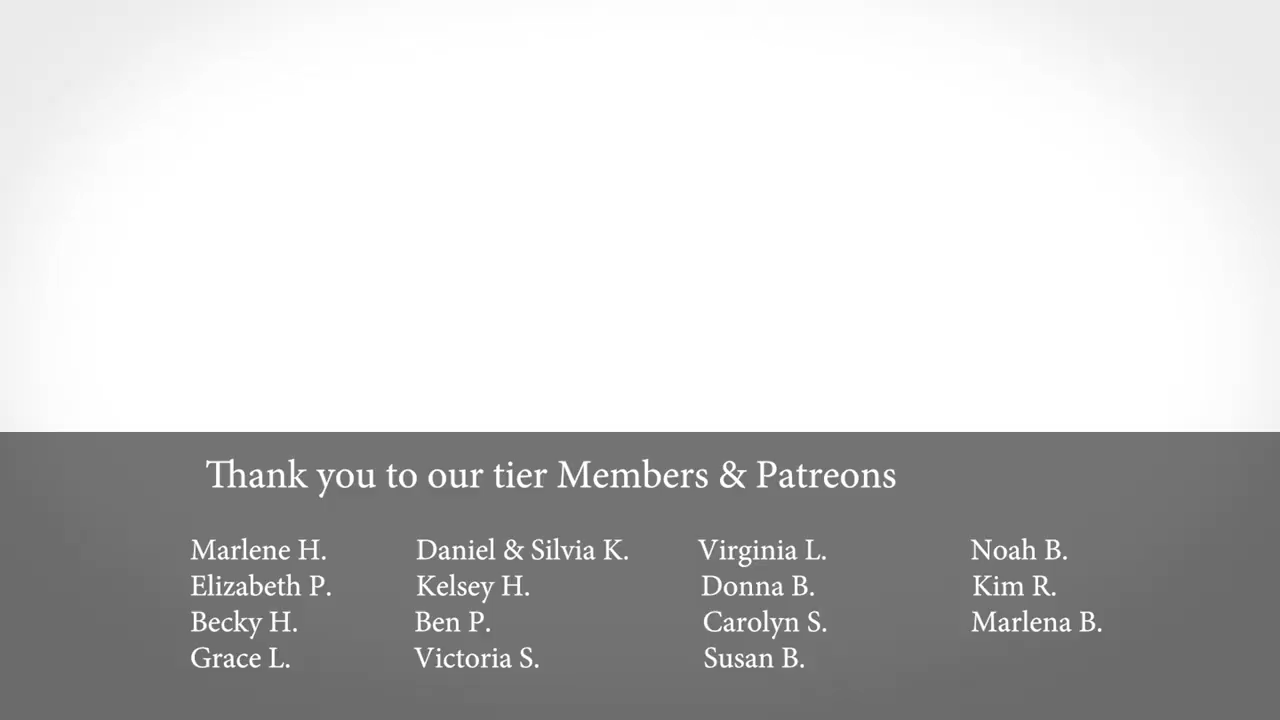 Thank you to our tier Members & Patreons
Marlene H. Daniel & Silvia K. Virginia L. Noah B.
Elizabeth P. Kelsey H. Donna B. Kim R.
Becky H. Ben P. Carolyn S. Marlena B.
Grace L. Victoria S. Susan B.